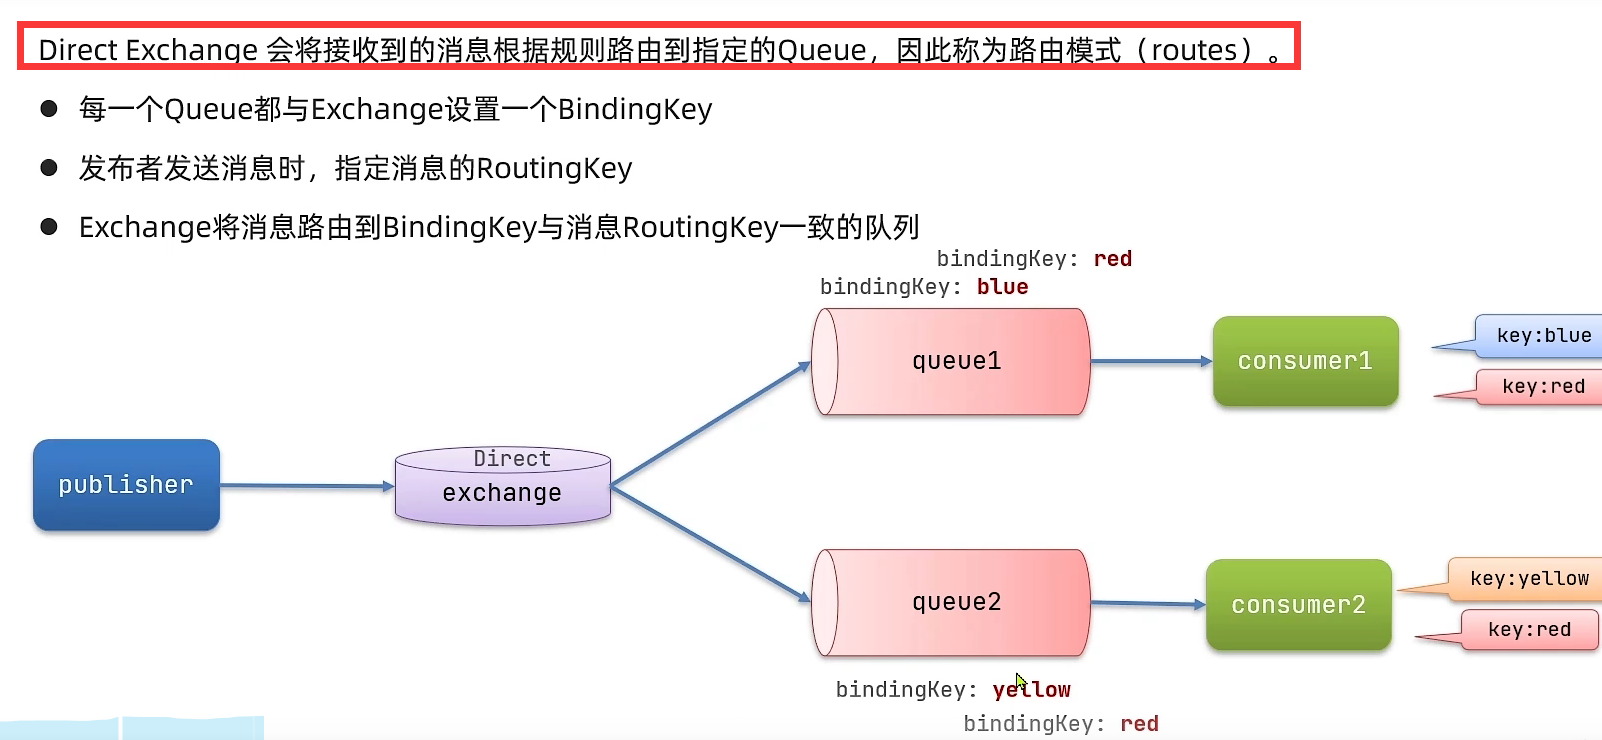 Direct Exchange 会将接收到的消息根据规则路由到指定的Queue，因此称为路由模式（routes）。
每一个Queue都与Exchange设置一个BindingKey
发布者发送消息时，指定消息的RoutingKey
Exchange将消息路由到BindingKey与消息RoutingKey一致的队列
bindingKey: red
bindingKey: blue
queue1
consumer1
key:blue
key:red
publisher
Direct
exchange
queue2
consumer2
key:yellow
key:red
bindingKey: yellow
bindingKey: red